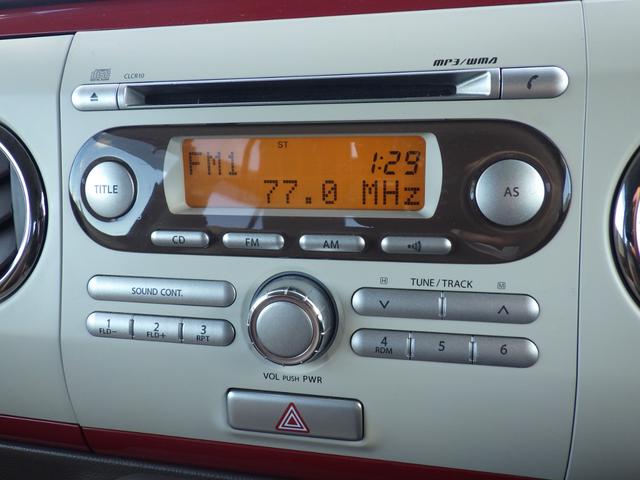 CLCR10
MP3/WMA
ST
FM1 1:29
77.0 MHz
TITLE
AS
CD
FM
AM
SOUND CONT.
H TUNE/TRACK M
1 FLD−
2 FLD+
3 RPT
4 RDM
5
6
VOL PUSH PWR